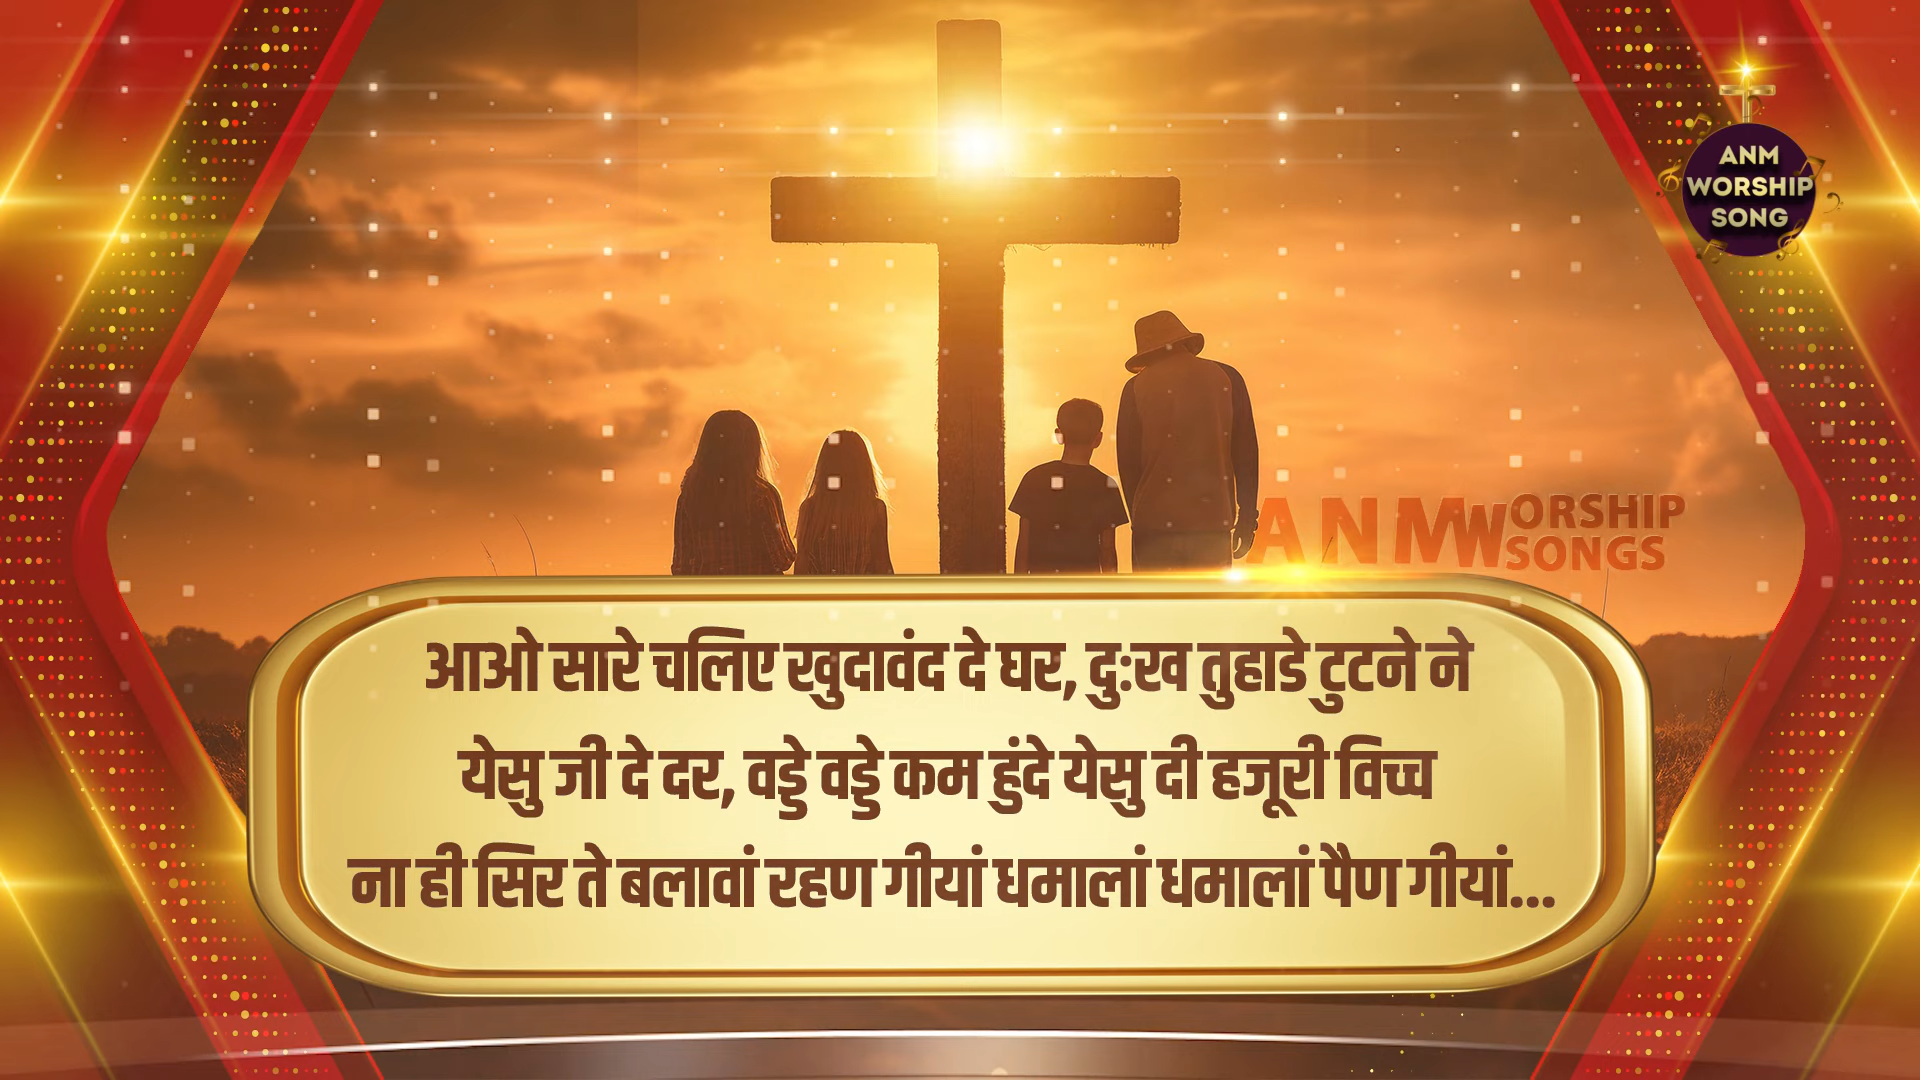 ANM
WORSHIP
SONG
ANM WORSHIP
SONGS
आओ सारे चलिए खुदावंद दे घर, दुःख तुहाडे टुटने ने
येसु जी दे दर, वड्डे वड्डे कम हुंदे येसु दी हजूरी विच्च
ना ही सिर ते बलावां रहण गीयां धमालां धमालां पैण गीयां...